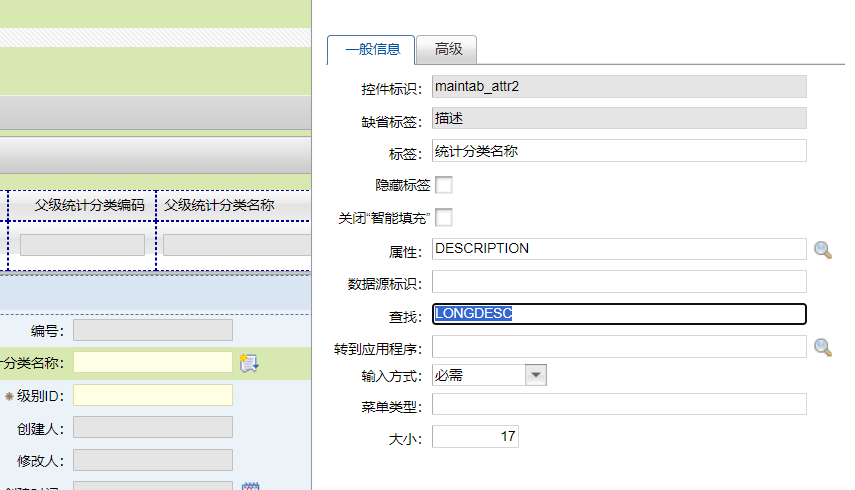 父级统计分类编码 父级统计分类名称
编号：
分类名称：
级别ID：
创建人：
修改人：
一般信息 高级
控件标识： maintab_attr2
缺省标签： 描述
标签： 统计分类名称
隐藏标签
关闭“智能填充”
属性： DESCRIPTION
数据源标识：
查找： LONGDESC
转到应用程序：
输入方式： 必需
菜单类型：
大小： 17